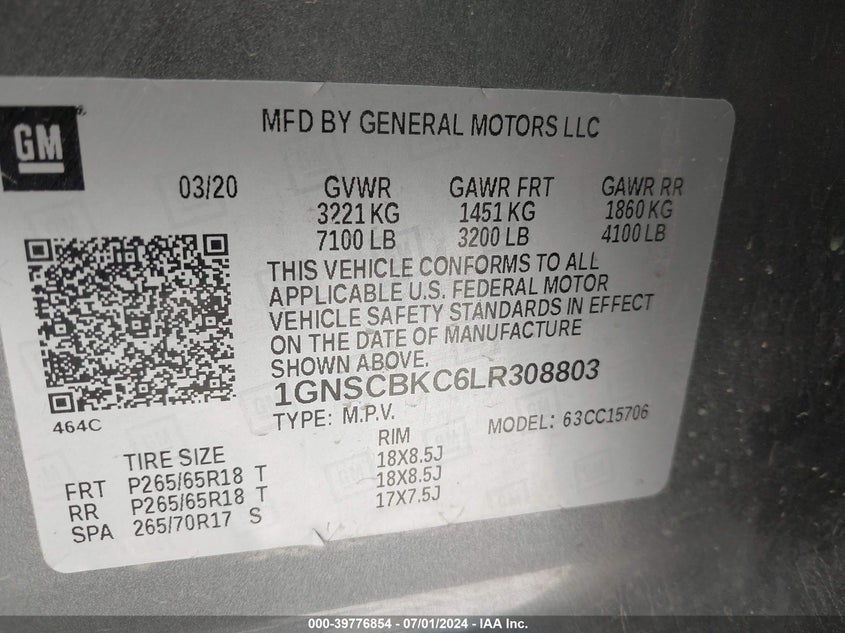 GM
MFD BY GENERAL MOTORS LLC
03/20 GVWR GAWR FRT GAWR RR
3221 KG 1451 KG 1860 KG
7100 LB 3200 LB 4100 LB
THIS VEHICLE CONFORMS TO ALL
APPLICABLE U.S. FEDERAL MOTOR
VEHICLE SAFETY STANDARDS IN EFFECT
ON THE DATE OF MANUFACTURE
SHOWN ABOVE.
1GNSCBKC6LR308803
TYPE: M.P.V. MODEL: 63CC15706
464C
TIRE SIZE RIM
FRT P265/65R18 T 18X8.5J
RR P265/65R18 T 18X8.5J
SPA 265/70R17 S 17X7.5J
000-39776854 / 07/01/2024 - IAA Inc.